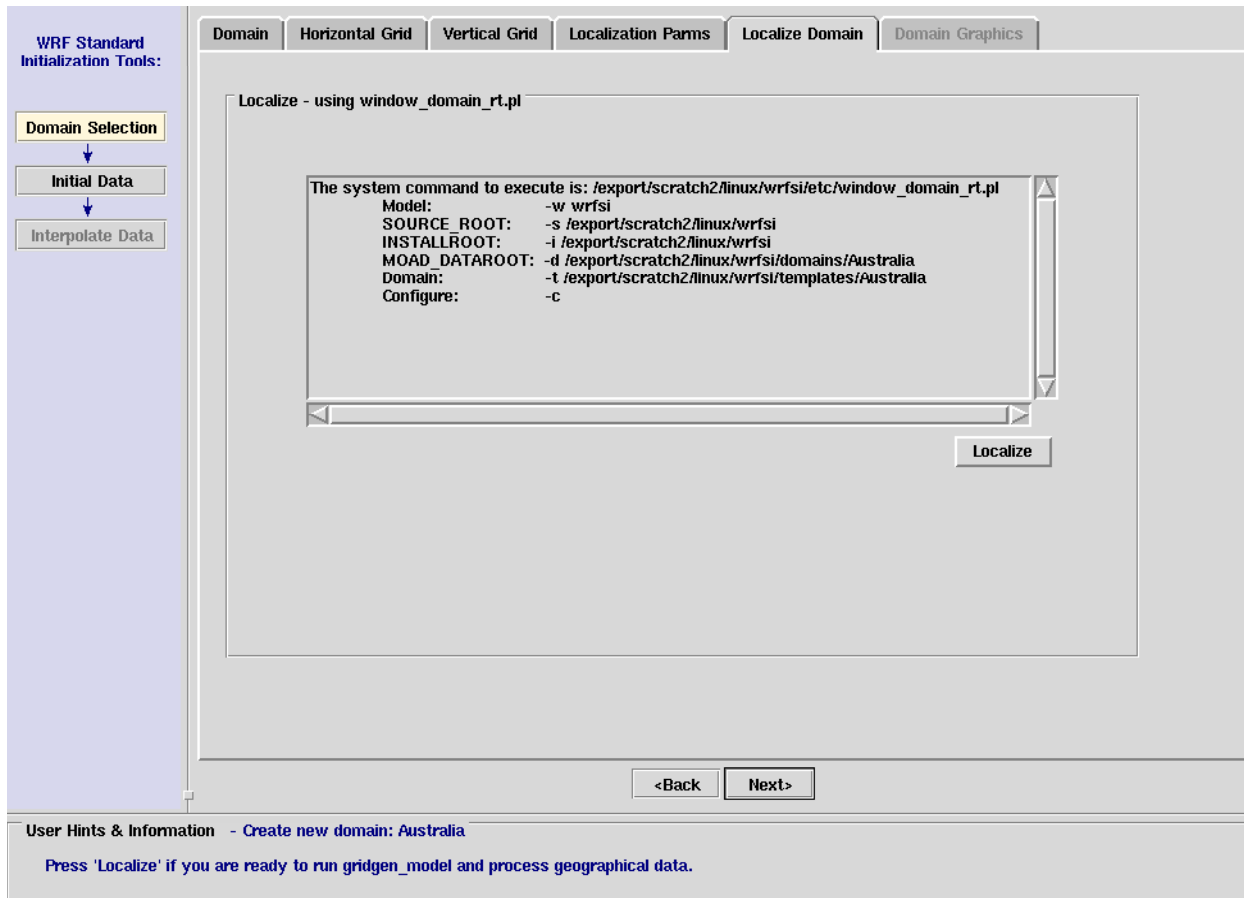 WRF Standard
Initialization Tools:
Domain Selection
Initial Data
Interpolate Data
Domain
Horizontal Grid
Vertical Grid
Localization Parms
Localize Domain
Domain Graphics
Localize - using window_domain_rt.pl
The system command to execute is: /export/scratch2/linux/wrfsi/etc/window_domain_rt.pl
Model: -w wrfsi
SOURCE_ROOT: -s /export/scratch2/linux/wrfsi
INSTALLROOT: -i /export/scratch2/linux/wrfsi
MOAD_DATAROOT: -d /export/scratch2/linux/wrfsi/domains/Australia
Domain: -t /export/scratch2/linux/wrfsi/templates/Australia
Configure: -c
Localize
<Back
Next>
User Hints & Information - Create new domain: Australia
Press 'Localize' if you are ready to run gridgen_model and process geographical data.